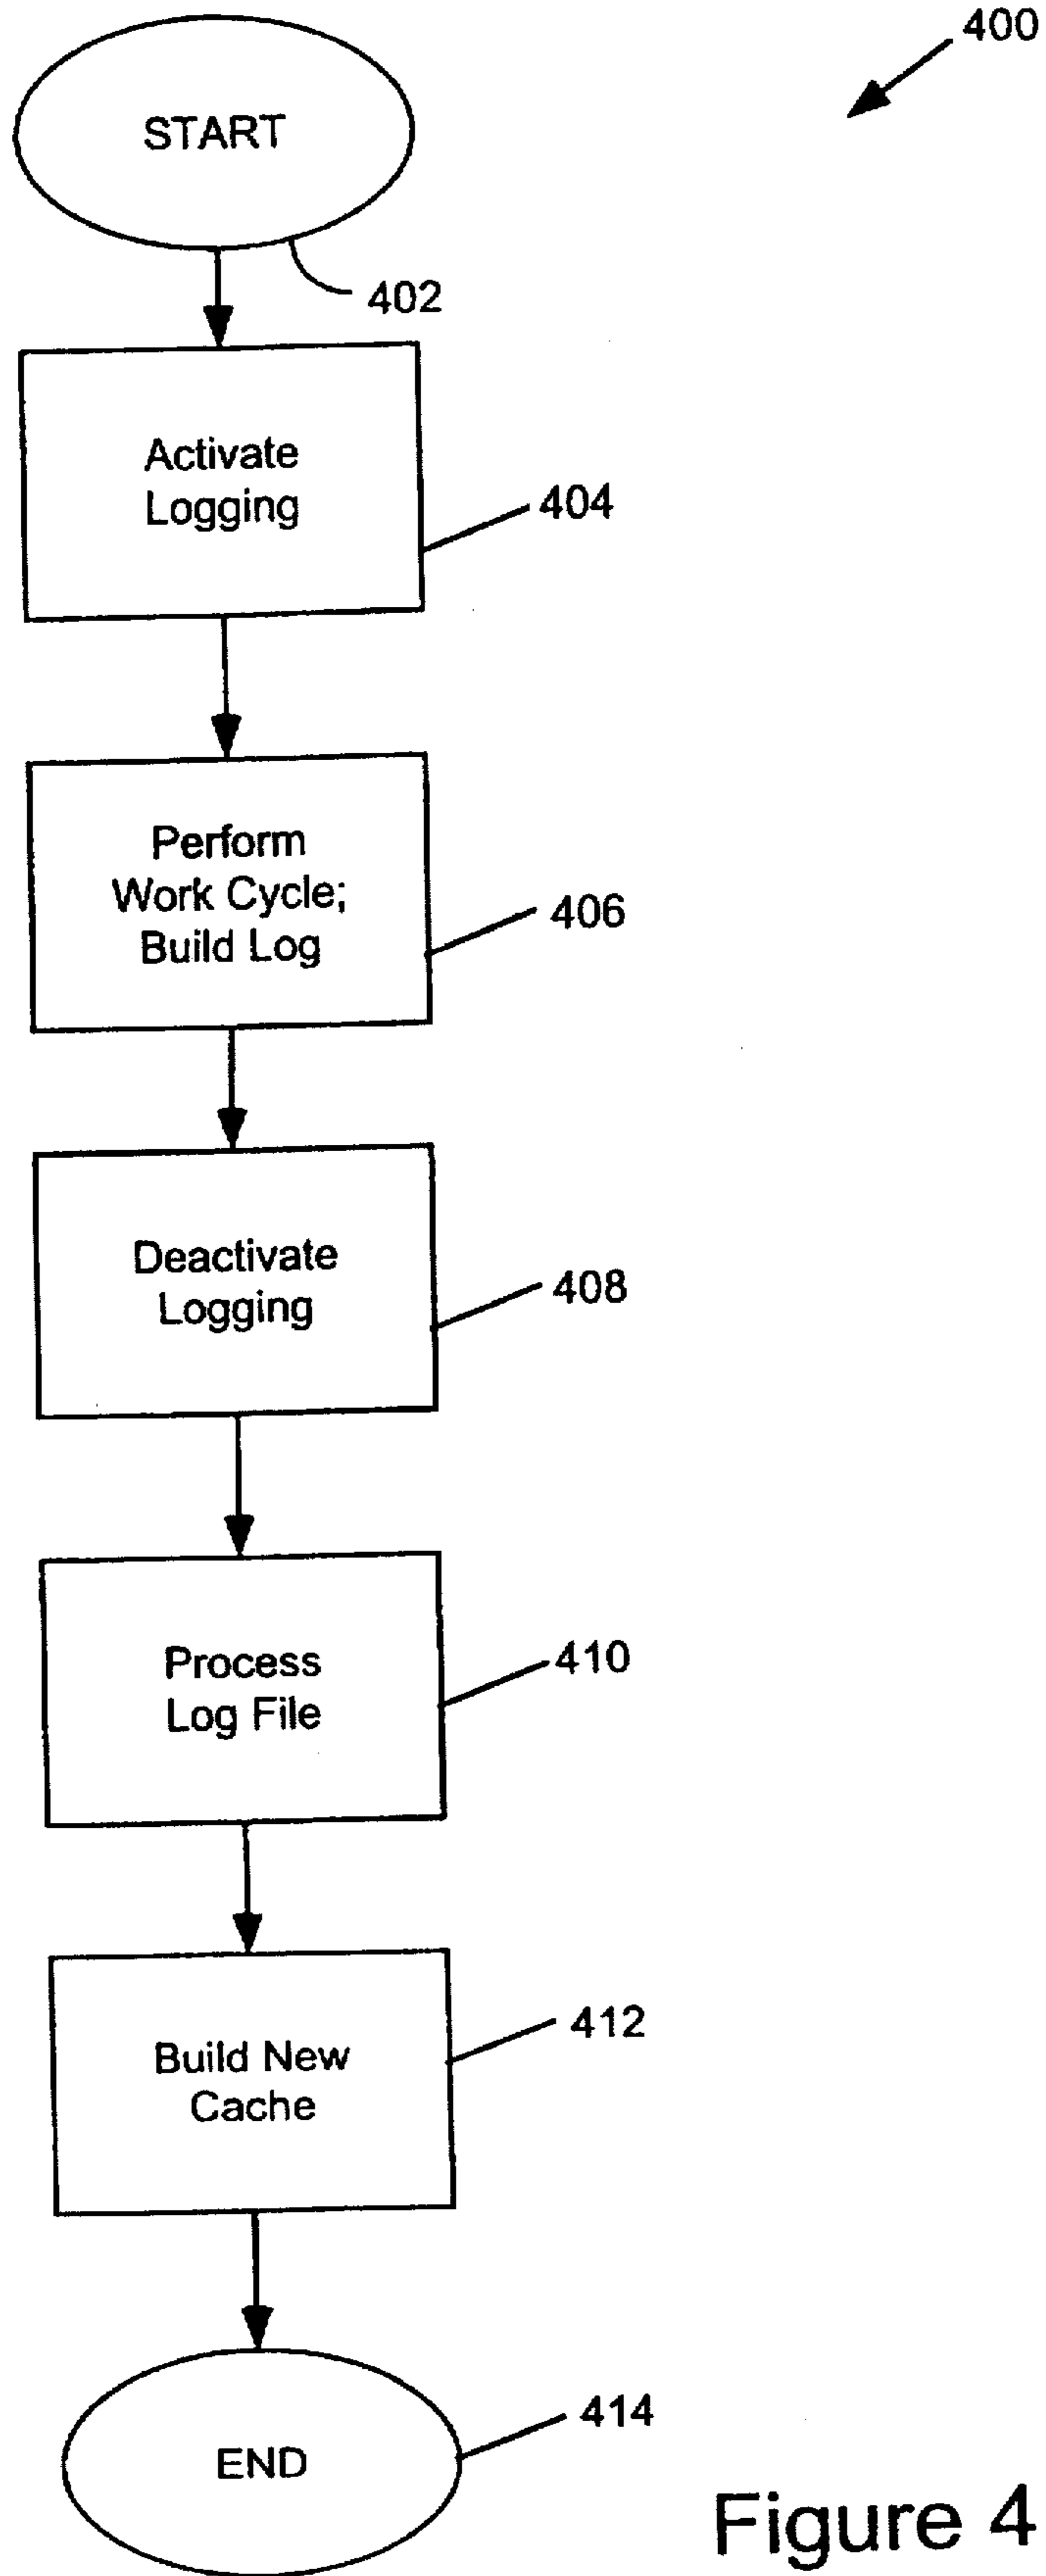 400
START
402
Activate
Logging
404
Perform
Work Cycle;
Build Log
406
Deactivate
Logging
408
Process
Log File
410
Build New
Cache
412
END
414
Figure 4